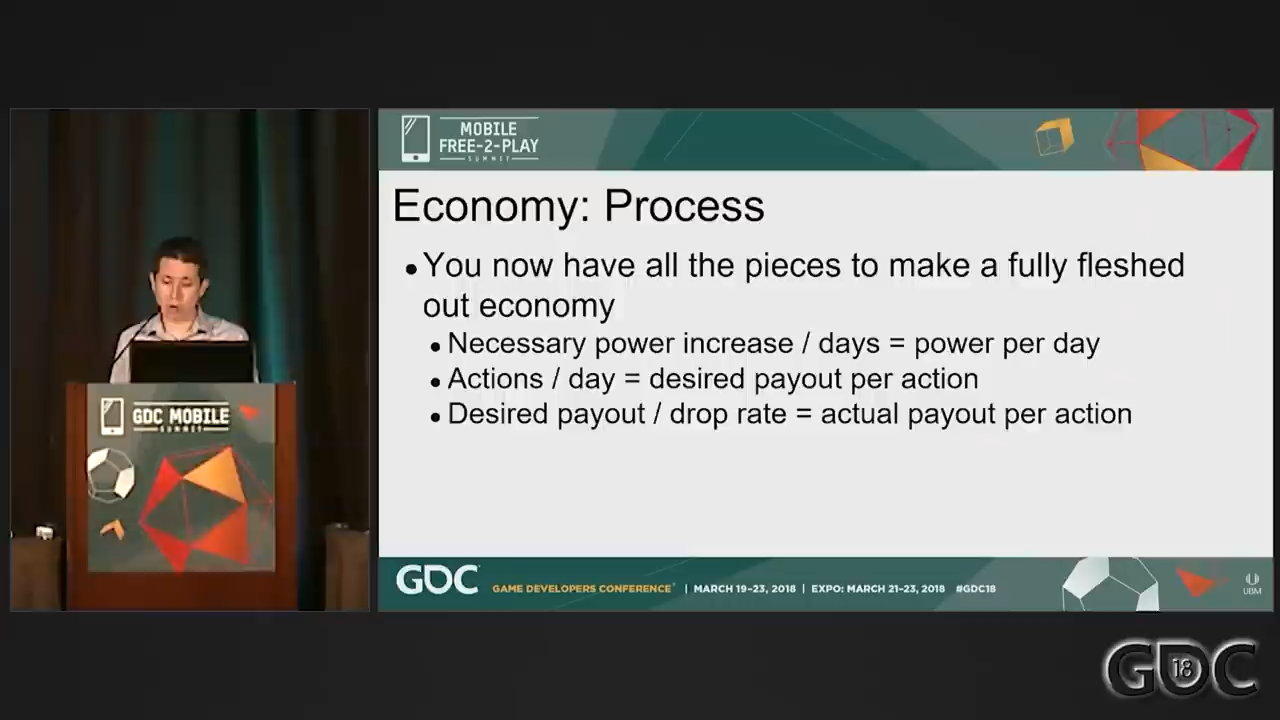 MOBILE
FREE-2-PLAY
SUMMIT
Economy: Process
•You now have all the pieces to make a fully fleshed
out economy
• Necessary power increase / days = power per day
• Actions / day = desired payout per action
• Desired payout / drop rate = actual payout per action
GDC MOBILE
SUMMIT
GDC GAME DEVELOPERS CONFERENCE | MARCH 19–23, 2018 | EXPO: MARCH 21–23, 2018 #GDC18
UBM
GDC 18